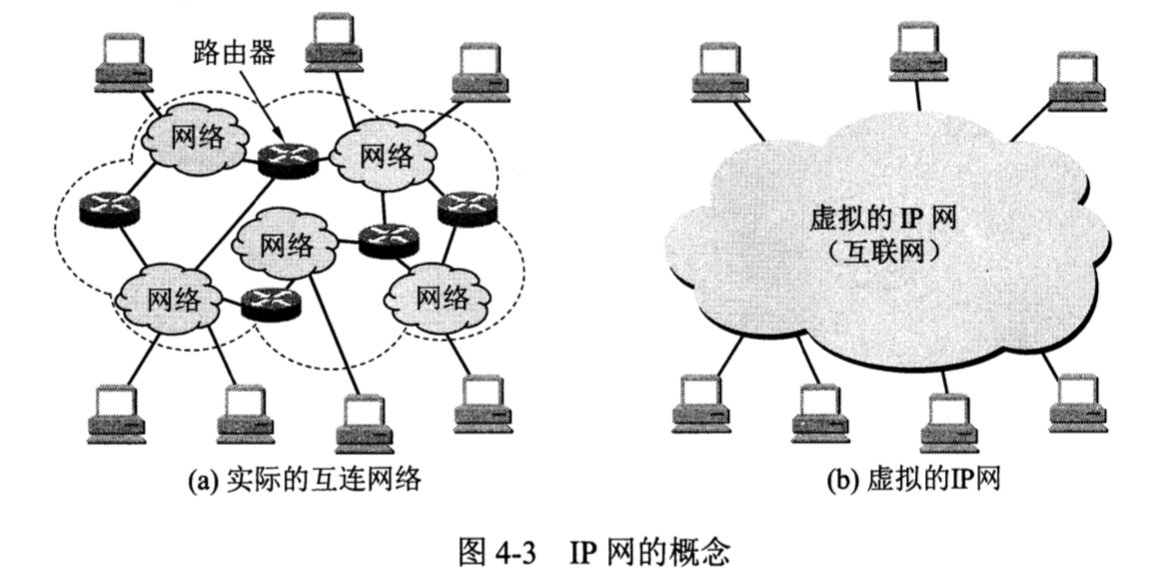 路由器
网络
网络
网络
网络
网络
(a) 实际的互连网络
虚拟的 IP 网
（互联网）
(b) 虚拟的IP网
图 4-3 IP 网的概念